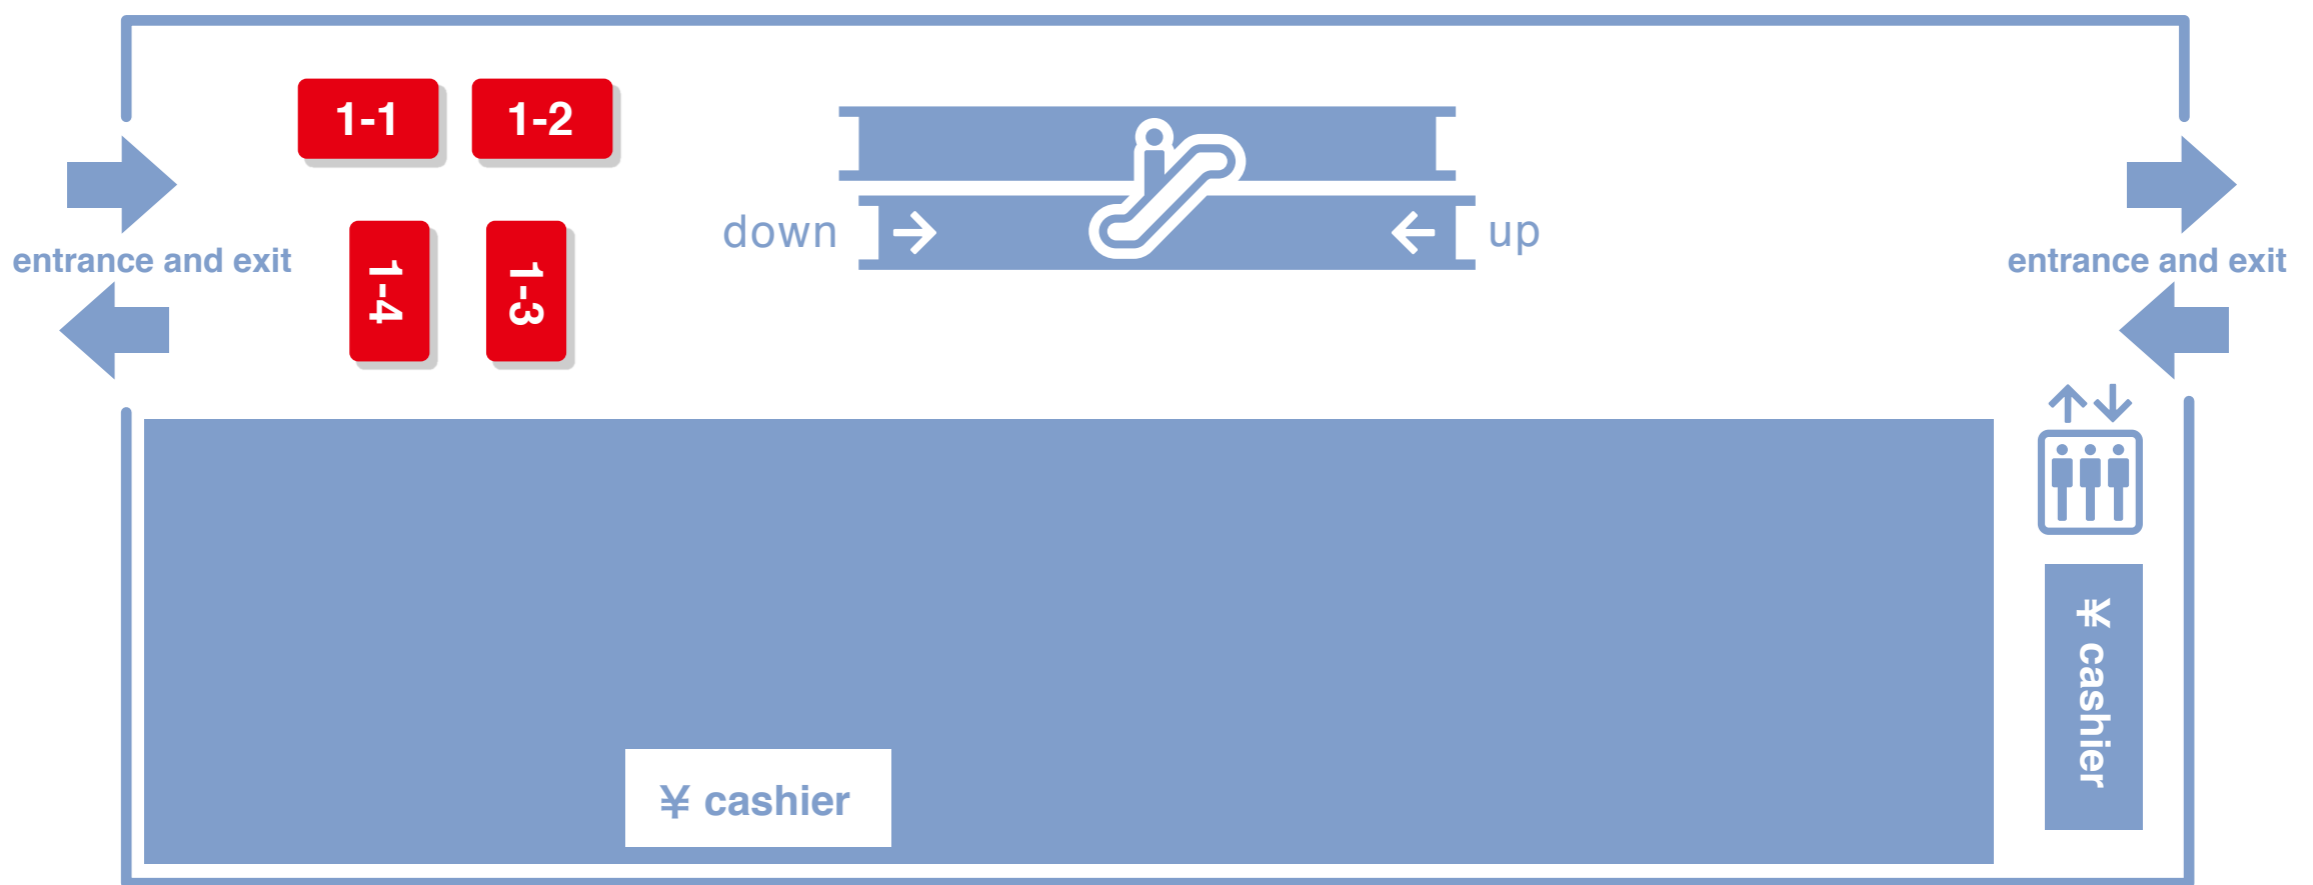 1-1
1-2
down
up
entrance and exit
entrance and exit
1-4
1-3
¥ cashier
¥ cashier